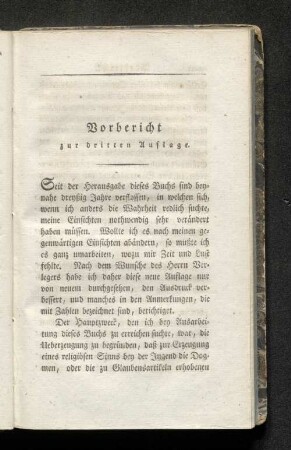 Vorbericht
zur dritten Auflage.
Seit der Herausgabe dieses Buchs sind bey-
nahe dreyßig Jahre verflossen, in welchen sich,
wenn ich anders die Wahrheit redlich suchte,
meine Einsichten nothwendig sehr verändert
haben müssen. Wollte ich es nach meinen ge-
genwärtigen Einsichten abändern, so müßte ich
es ganz umarbeiten, wozu mir Zeit und Lust
fehlte. Nach dem Wunsche des Herrn Ver-
legers habe ich daher diese neue Auflage nur
von neuem durchgesehen, den Ausdruck ver-
bessert, und manches in den Anmerkungen, die
mit Zahlen bezeichnet sind, berichtiget.
Der Hauptzweck, den ich bey Ausarbei-
tung dieses Buchs zu erreichen suchte, war, die
Ueberzeugung zu begründen, daß zur Erzeugung
eines religiösen Sinns bey der Jugend die Dog-
men, oder die zu Glaubensartikeln erhobenen